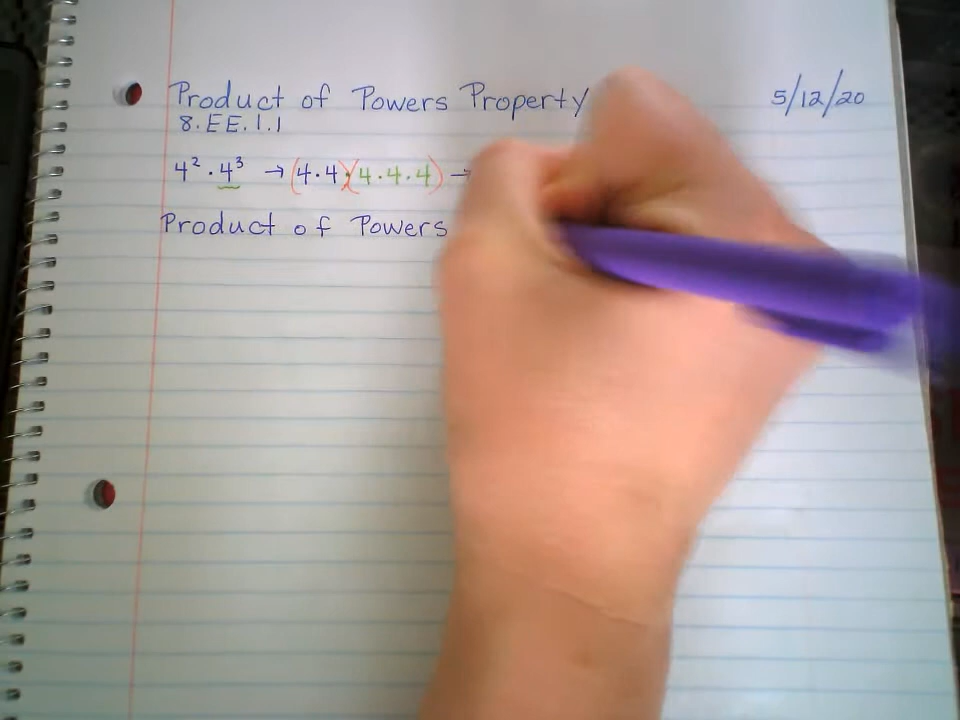 Product of Powers Property 5/12/20
8.EE.1.1
4² · 4³ → (4·4)·(4·4·4) →
Product of Powers